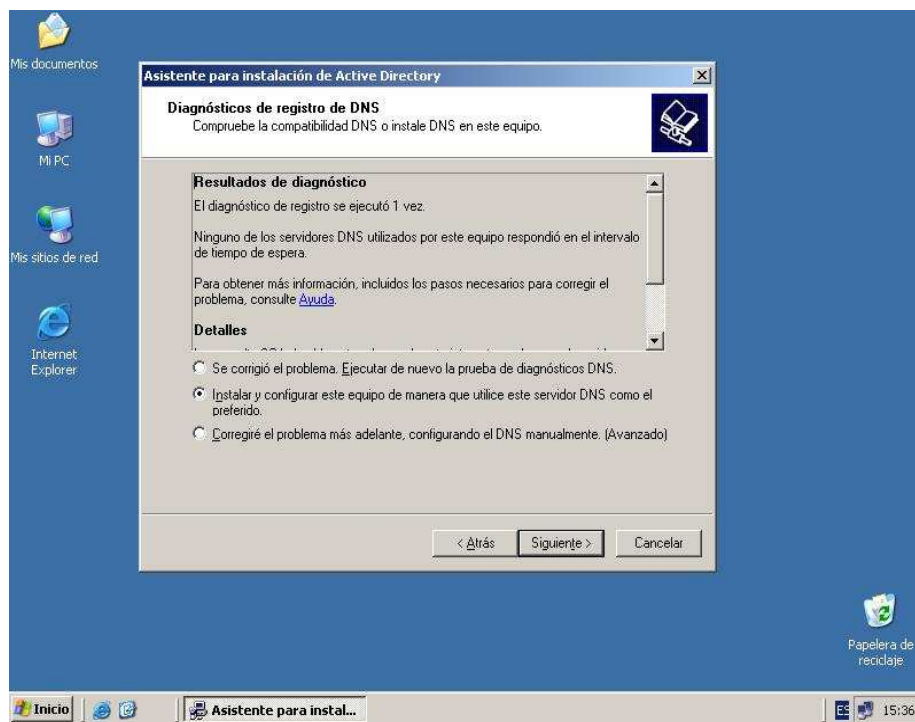 Mis documentos
Mi PC
Mis sitios de red
Internet
Explorer
Asistente para instalación de Active Directory
Diagnósticos de registro de DNS
Compruebe la compatibilidad DNS o instale DNS en este equipo.
Resultados de diagnóstico
El diagnóstico de registro se ejecutó 1 vez.
Ninguno de los servidores DNS utilizados por este equipo respondió en el intervalo
de tiempo de espera.
Para obtener más información, incluidos los pasos necesarios para corregir el
problema, consulte Ayuda.
Detalles
Se corrigió el problema. Ejecutar de nuevo la prueba de diagnósticos DNS.
Instalar y configurar este equipo de manera que utilice este servidor DNS como el
preferido.
Corregiré el problema más adelante, configurando el DNS manualmente. (Avanzado)
< Atrás
Siguiente >
Cancelar
Papelera de
reciclaje
Inicio
Asistente para instal...
ES
15:36